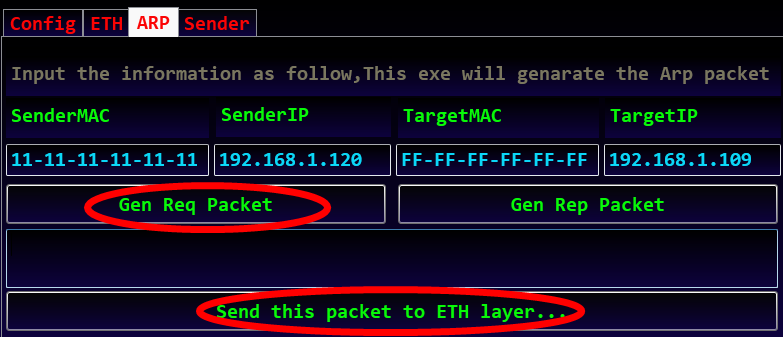 Config ETH ARP Sender
Input the information as follow,This exe will genarate the Arp packet
SenderMAC SenderIP TargetMAC TargetIP
11-11-11-11-11-11 192.168.1.120 FF-FF-FF-FF-FF-FF 192.168.1.109
Gen Req Packet Gen Rep Packet
Send this packet to ETH layer...